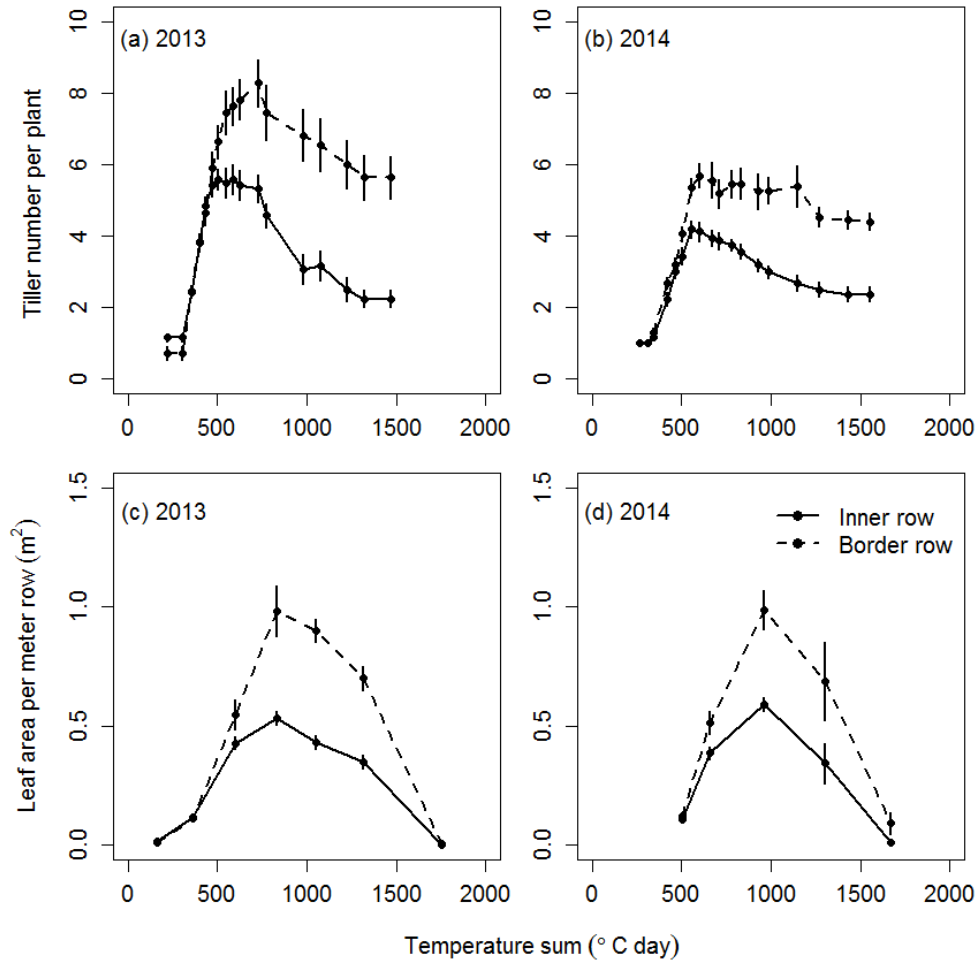 (a) 2013
(b) 2014
Tiller number per plant
0 2 4 6 8 10
0 2 4 6 8 10
0 500 1000 1500 2000
0 500 1000 1500 2000
(c) 2013
(d) 2014
Inner row
Border row
Leaf area per meter row (m²)
0.0 0.5 1.0 1.5
0.0 0.5 1.0 1.5
0 500 1000 1500 2000
0 500 1000 1500 2000
Temperature sum (° C day)